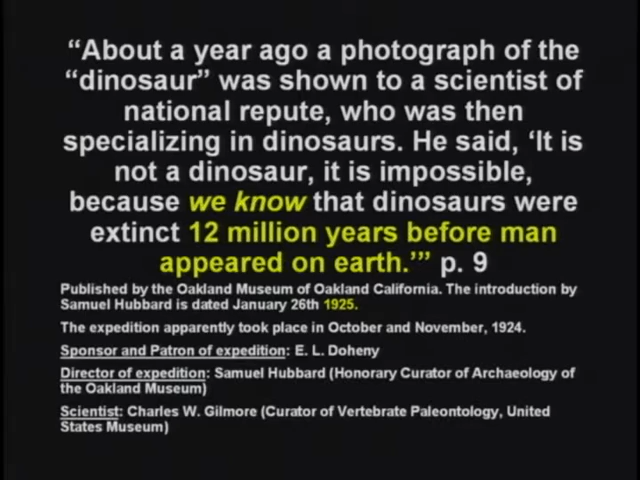 “About a year ago a photograph of the
“dinosaur” was shown to a scientist of
national repute, who was then
specializing in dinosaurs. He said, ‘It is
not a dinosaur, it is impossible,
because we know that dinosaurs were
extinct 12 million years before man
appeared on earth.’” p. 9
Published by the Oakland Museum of Oakland California. The introduction by
Samuel Hubbard is dated January 26th 1925.
The expedition apparently took place in October and November, 1924.
Sponsor and Patron of expedition: E. L. Doheny
Director of expedition: Samuel Hubbard (Honorary Curator of Archaeology of
the Oakland Museum)
Scientist: Charles W. Gilmore (Curator of Vertebrate Paleontology, United
States Museum)